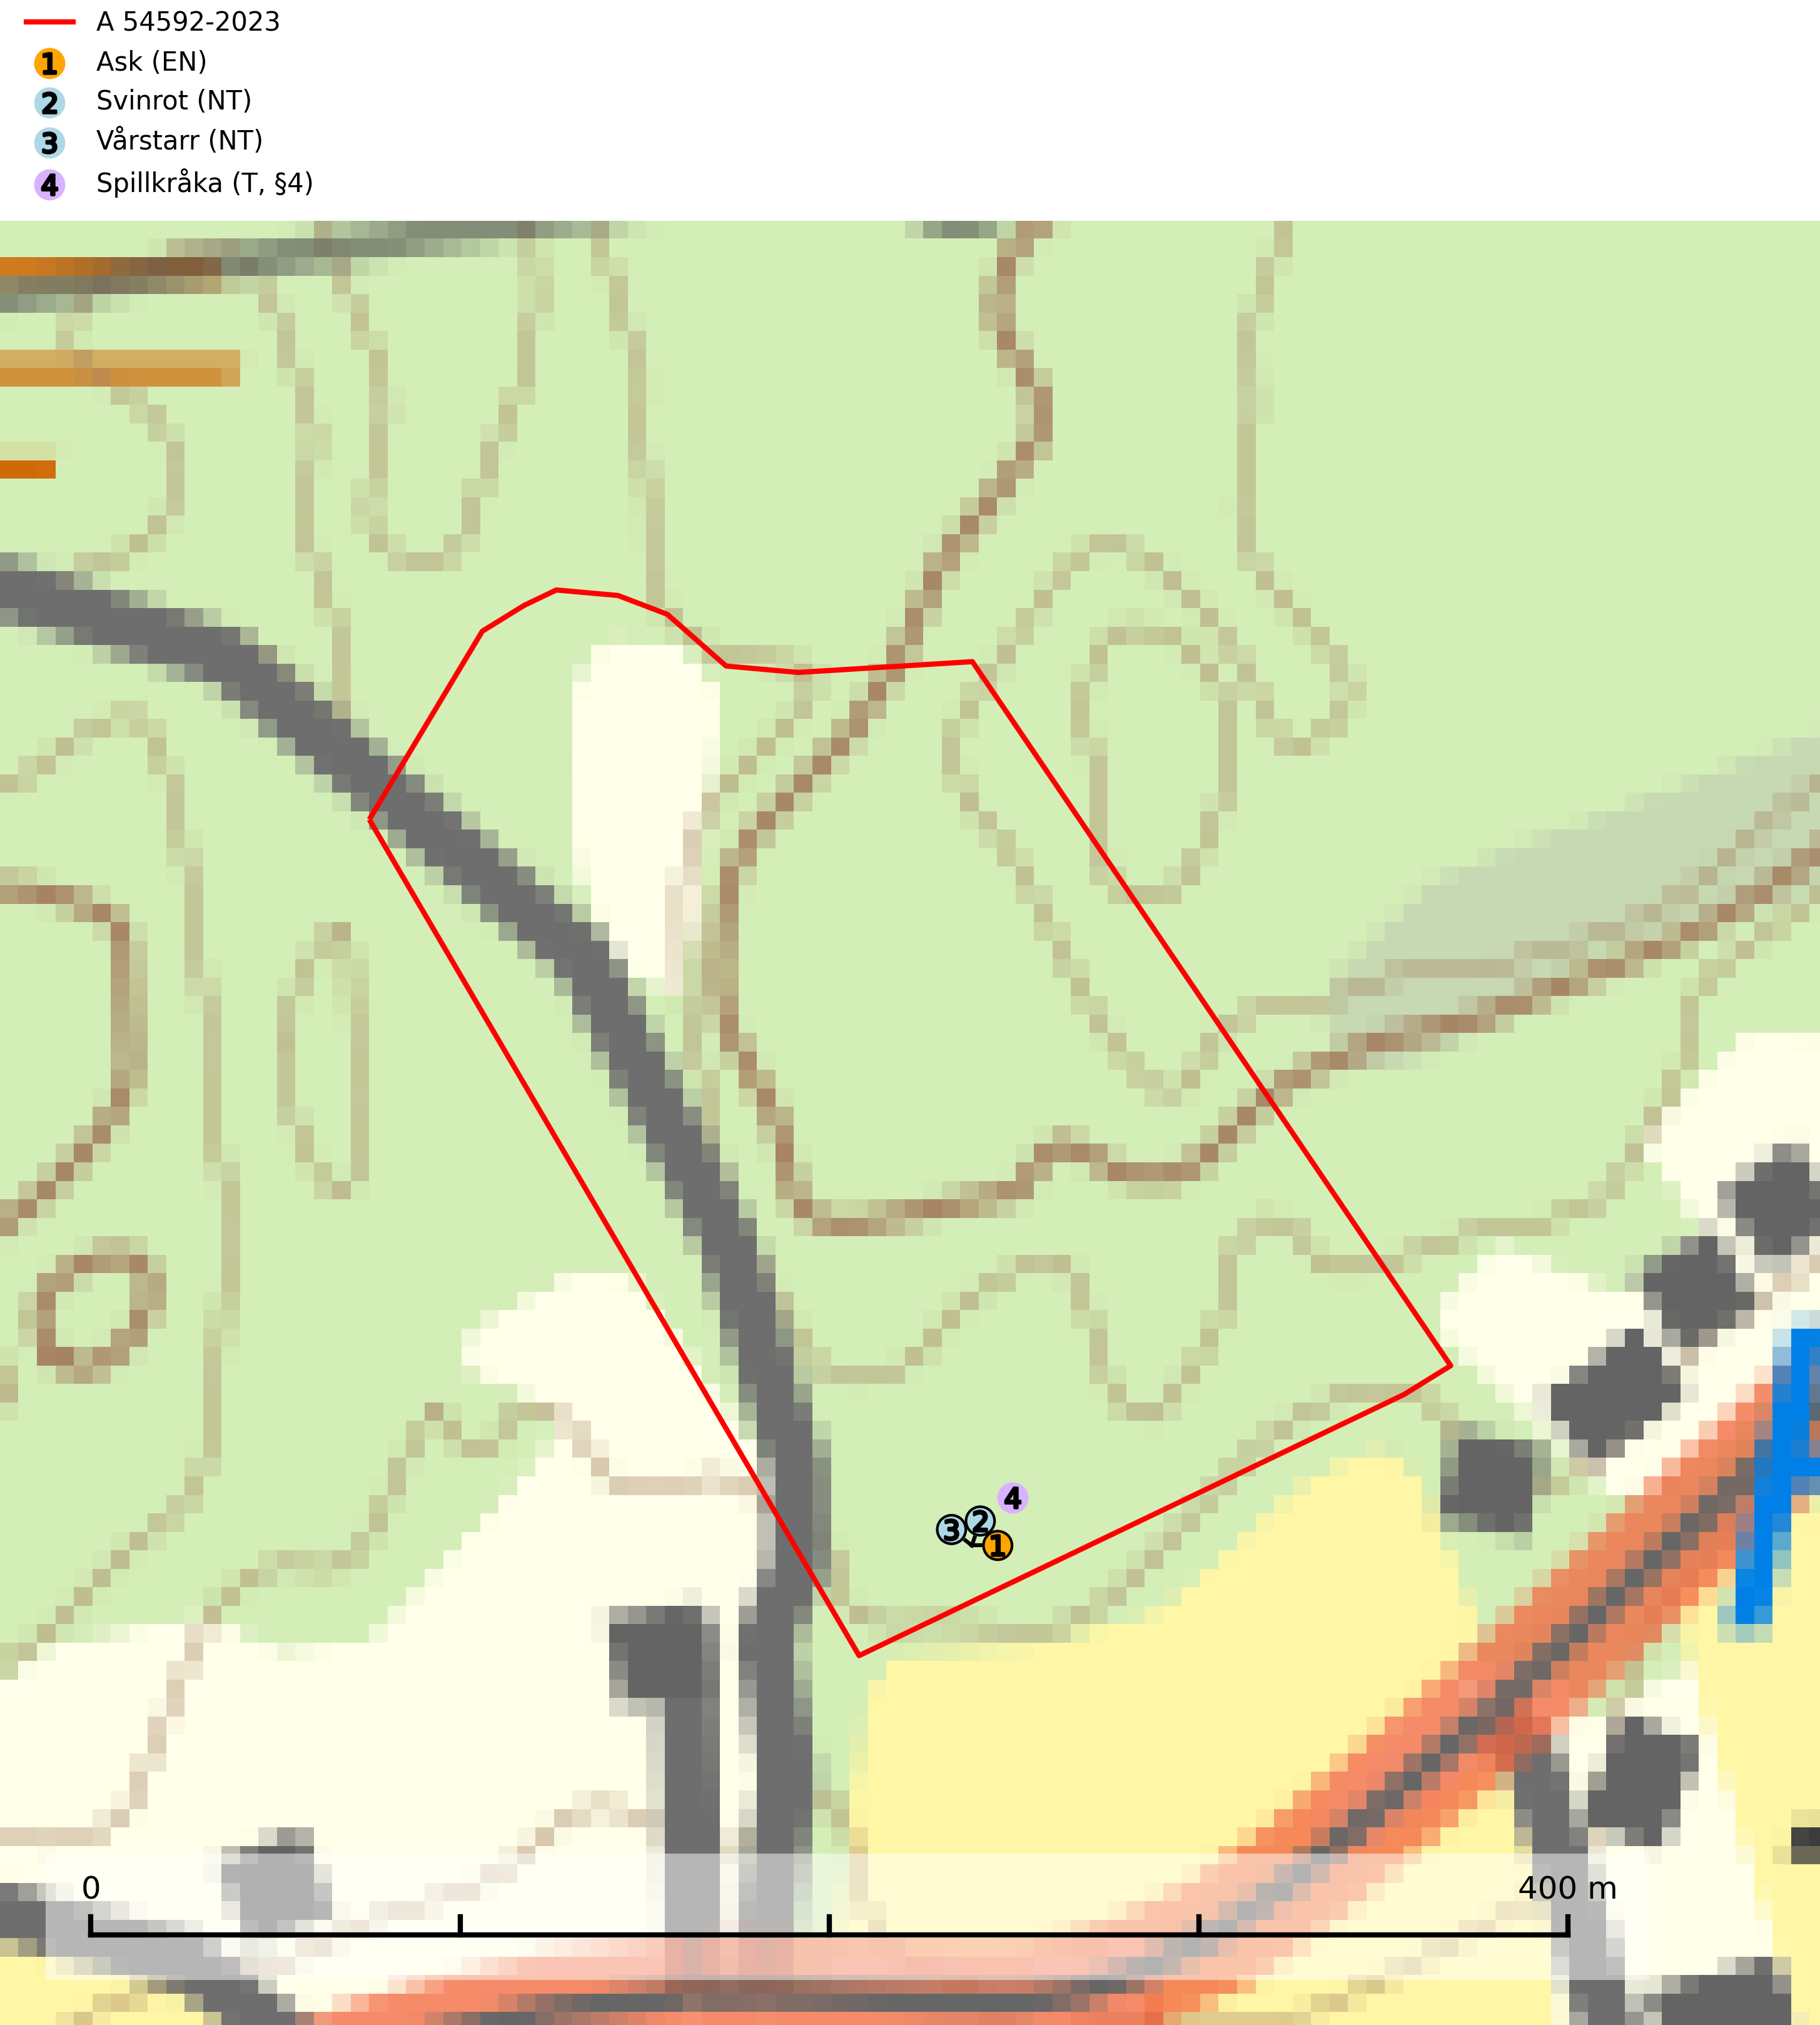 A 54592-2023
1 Ask (EN)
2 Svinrot (NT)
3 Vårstarr (NT)
4 Spillkråka (T, §4)
4
2
3
1
0 400 m